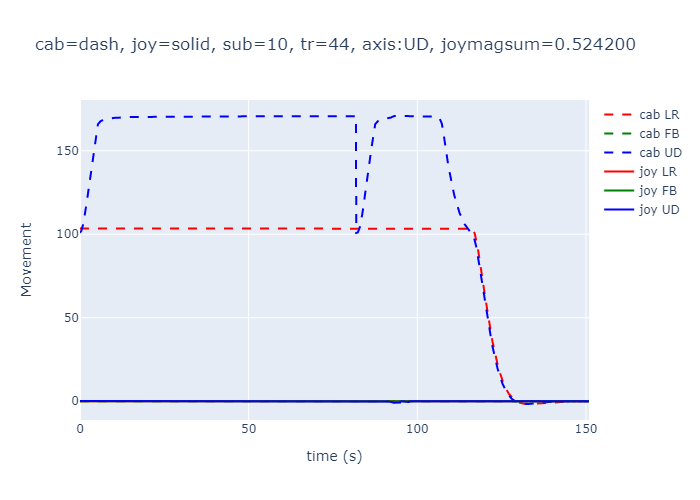 cab=dash, joy=solid, sub=10, tr=44, axis:UD, joymagsum=0.524200
cab LR
cab FB
cab UD
joy LR
joy FB
joy UD
Movement
150
100
50
0
0 50 100 150
time (s)